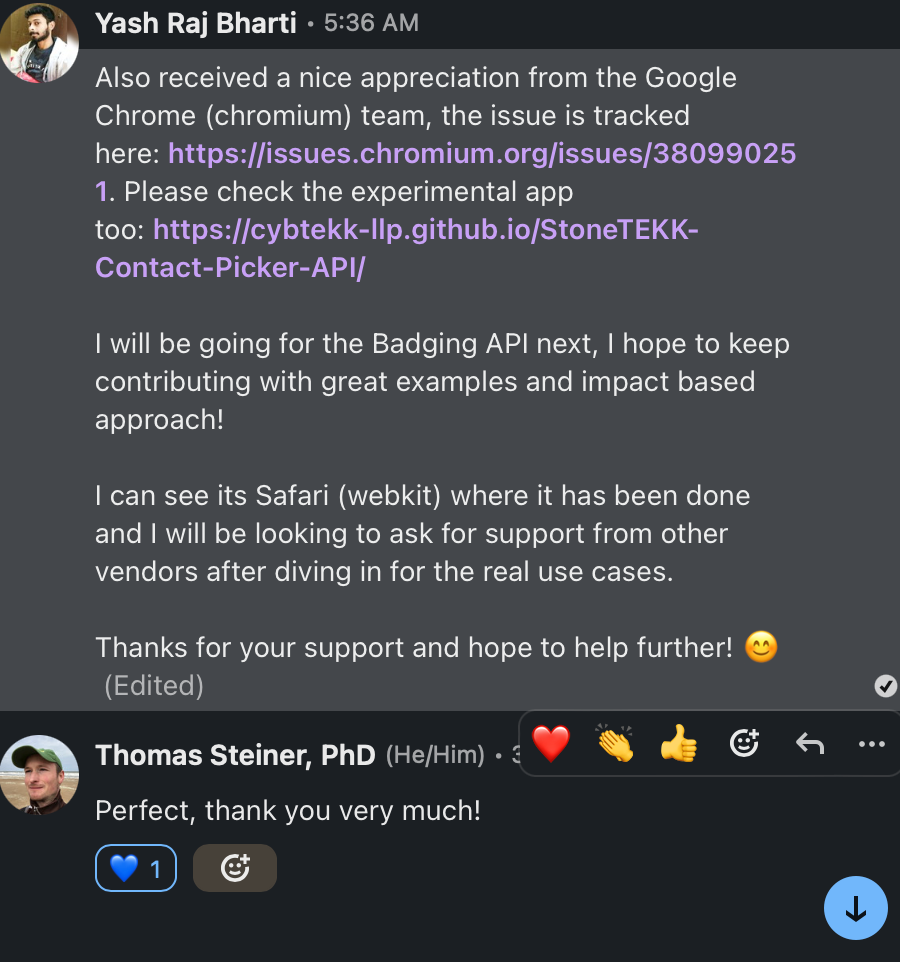 Yash Raj Bharti • 5:36 AM
Also received a nice appreciation from the Google
Chrome (chromium) team, the issue is tracked
here: https://issues.chromium.org/issues/38099025
1. Please check the experimental app
too: https://cybtekk-llp.github.io/StoneTEKK-
Contact-Picker-API/
I will be going for the Badging API next, I hope to keep
contributing with great examples and impact based
approach!
I can see its Safari (webkit) where it has been done
and I will be looking to ask for support from other
vendors after diving in for the real use cases.
Thanks for your support and hope to help further! 😊
(Edited)
Thomas Steiner, PhD (He/Him) •
Perfect, thank you very much!
💙 1